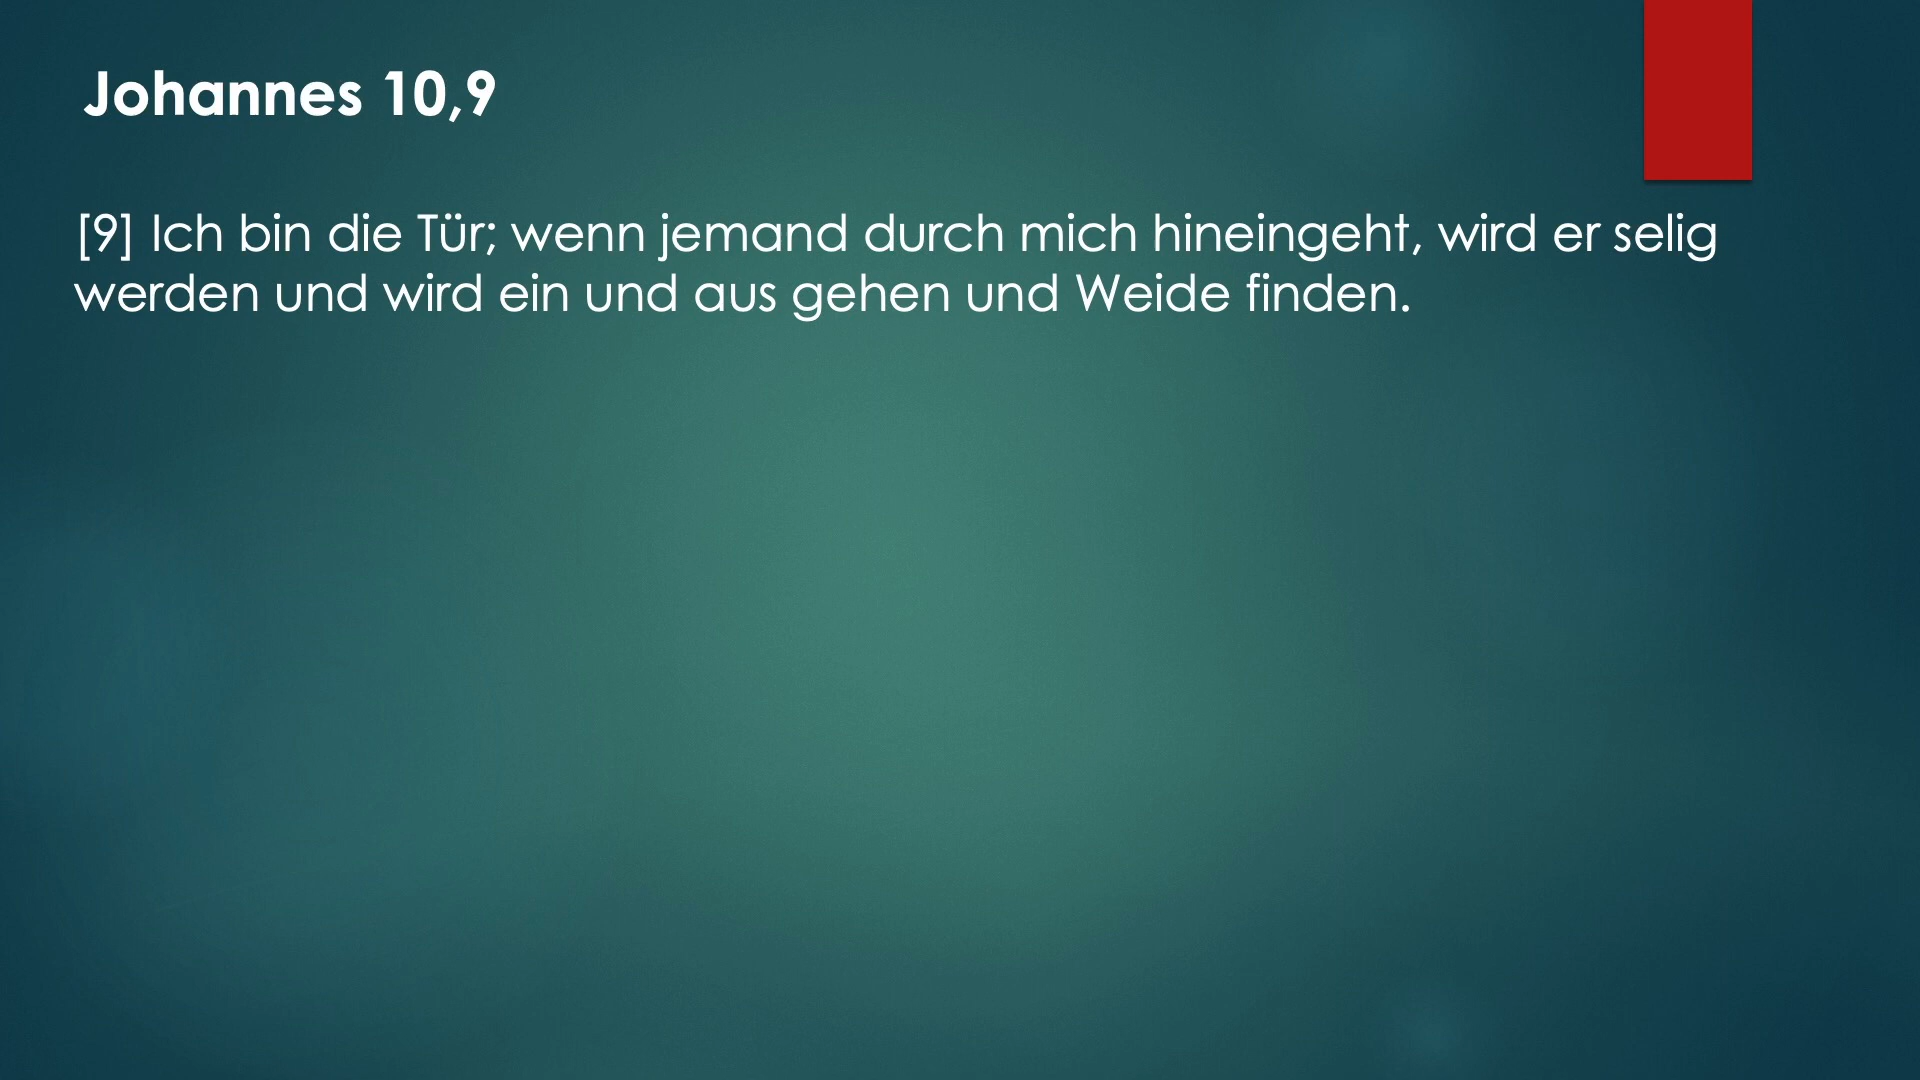 Johannes 10,9
[9] Ich bin die Tür; wenn jemand durch mich hineingeht, wird er selig
werden und wird ein und aus gehen und Weide finden.